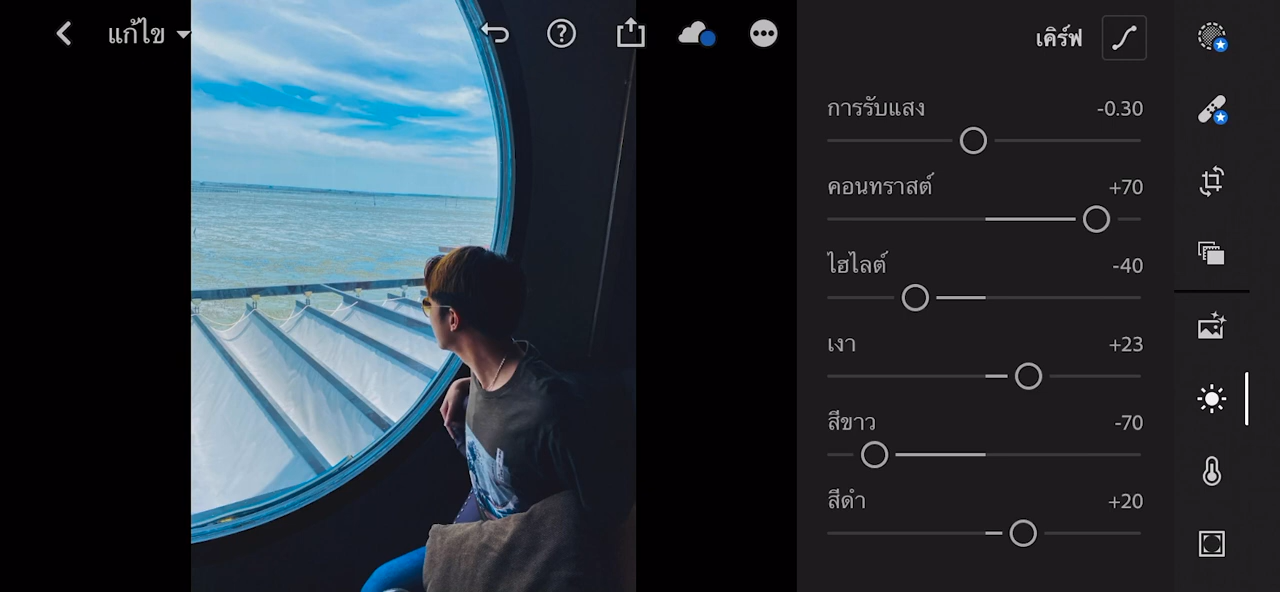 แก้ไข
เคิร์ฟ
การรับแสง -0.30
คอนทราสต์ +70
ไฮไลต์ -40
เงา +23
สีขาว -70
สีดำ +20